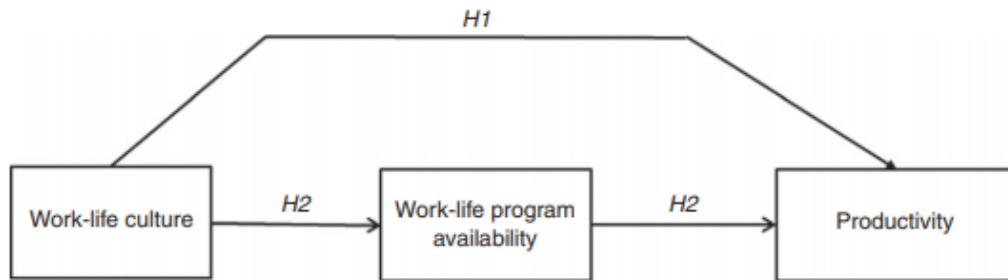 H1
Work-life culture
H2
Work-life program
availability
H2
Productivity